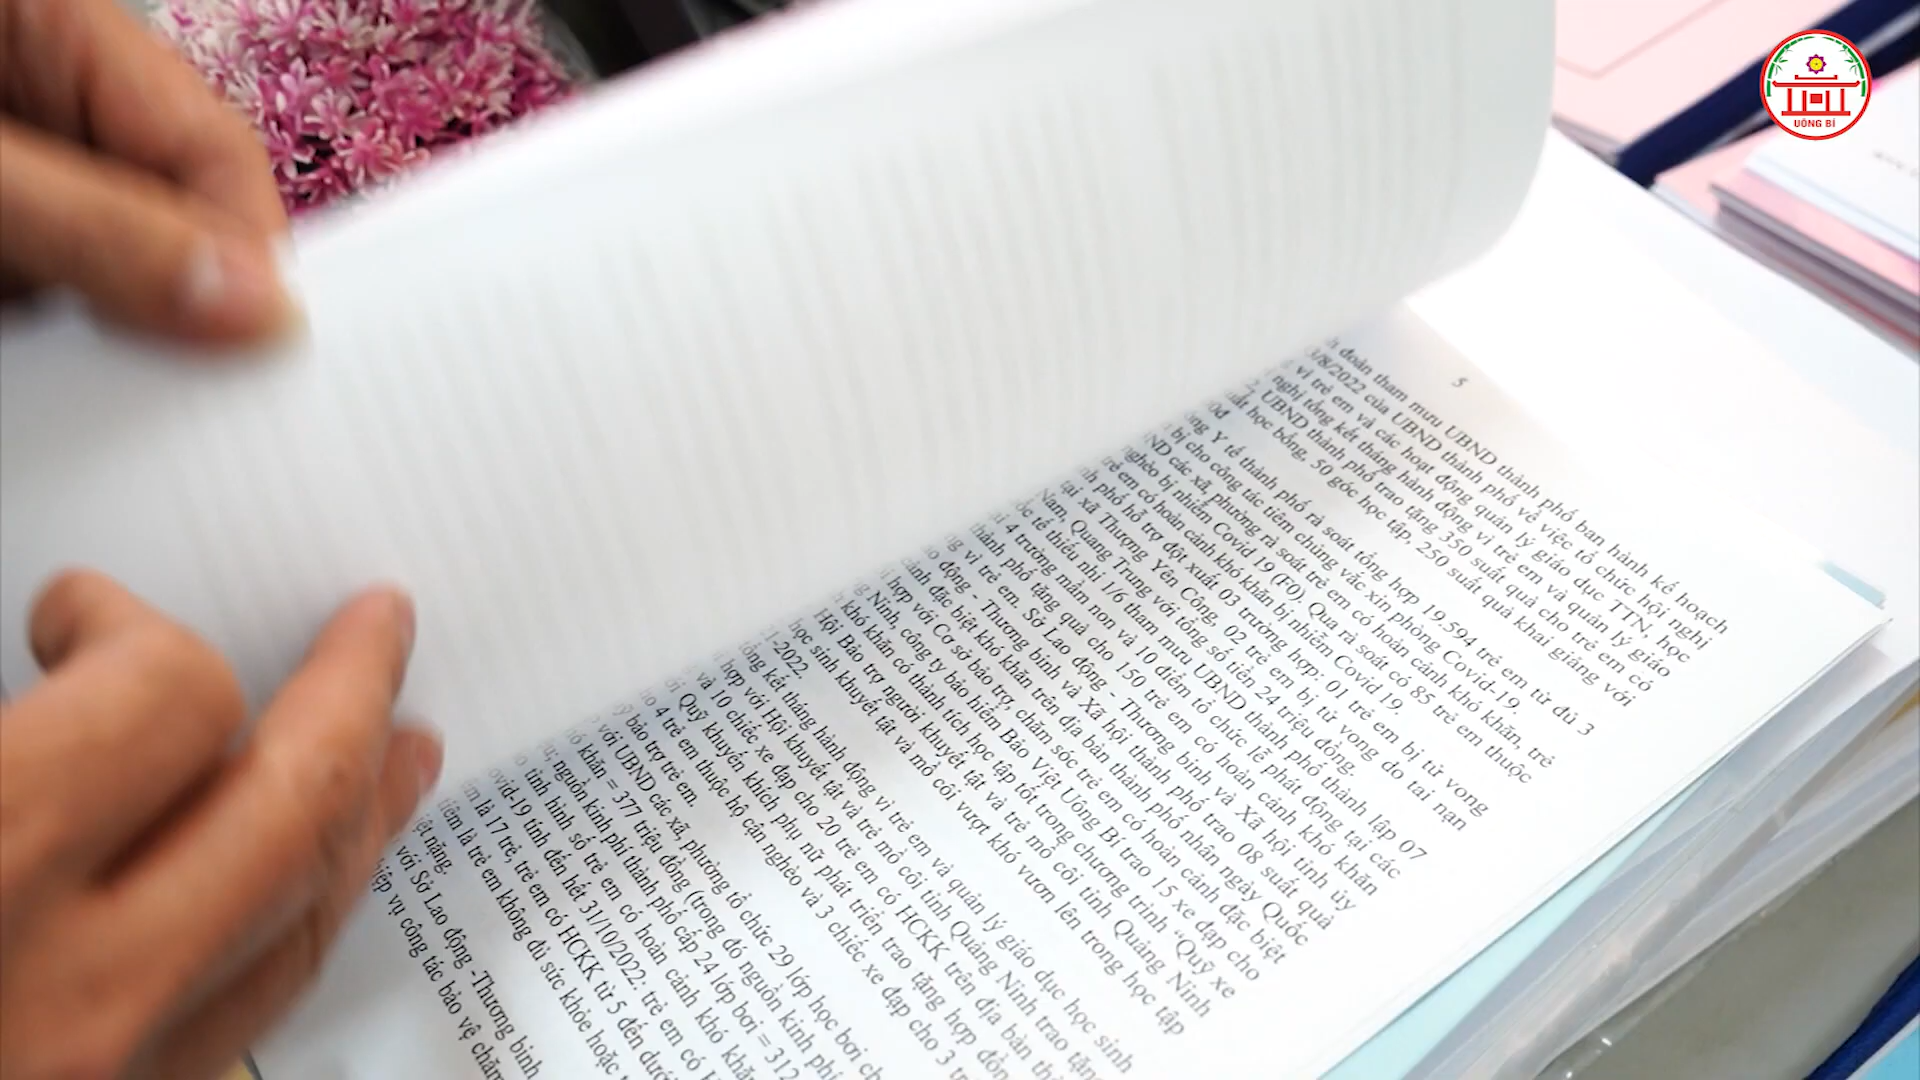 UÔNG BÍ
5
đoàn tham mưu UBND thành phố ban hành kế hoạch
3/8/2022 của UBND thành phố về việc tổ chức hội nghị
vì trẻ em và các hoạt động quản lý giáo dục TTN, học
nghị tổng kết tháng hành động vì trẻ em và quản lý giáo
UBND thành phố trao tặng 350 suất quà cho trẻ em có
học bổng, 50 góc học tập, 250 suất quà khai giảng với
Y tế thành phố rà soát tổng hợp 19.594 trẻ em từ đủ 3
bị cho công tác tiêm chủng vắc xin phòng Covid-19.
các xã, phường rà soát trẻ em có hoàn cảnh khó khăn, trẻ
nghèo bị nhiễm Covid 19 (F0). Qua rà soát có 85 trẻ em thuộc
trẻ em có hoàn cảnh khó khăn bị nhiễm Covid 19.
phố hỗ trợ đột xuất 03 trường hợp: 01 trẻ em bị tử vong
tại xã Thượng Yên Công, 02 trẻ em bị tử vong do tai nạn
Nam, Quang Trung với tổng số tiền 24 triệu đồng.
tế thiếu nhi 1/6 tham mưu UBND thành phố thành lập 07
4 trường mầm non và 10 điểm tổ chức lễ phát động tại các
thành phố tặng quà cho 150 trẻ em có hoàn cảnh khó khăn
vì trẻ em. Sở Lao động - Thương binh và Xã hội tỉnh ủy
động - Thương binh và Xã hội thành phố trao 08 suất quà
cảnh đặc biệt khó khăn trên địa bàn thành phố nhân ngày Quốc
hợp với Cơ sở bảo trợ, chăm sóc trẻ em có hoàn cảnh đặc biệt
Ninh, công ty bảo hiểm Bảo Việt Uông Bí trao 15 xe đạp cho
khó khăn có thành tích học tập tốt trong chương trình “Quỹ xe
Hội Bảo trợ người khuyết tật và trẻ mồ côi tỉnh Quảng Ninh
học sinh khuyết tật và mồ côi vượt khó vươn lên trong học tập
1-2022.
tổng kết tháng hành động vì trẻ em và quản lý giáo dục học sinh
hợp với Hội khuyết tật và trẻ mồ côi tỉnh Quảng Ninh trao tặng
và 10 chiếc xe đạp cho 20 trẻ em có HCKK trên địa bàn
Quỹ khuyến khích phụ nữ phát triển trao tặng hợp
4 trẻ em thuộc hộ cận nghèo và 3 chiếc xe đạp cho 3
bảo trợ trẻ em.
với UBND các xã, phường tổ chức 29 lớp học bơi
khăn = 377 triệu đồng (trong đó nguồn kinh phí
nguồn kinh phí thành phố cấp 24 lớp bơi = 312
tình hình số trẻ em có hoàn cảnh khó
tính đến hết 31/10/2022: trẻ em có
là 17 trẻ, trẻ em có HCKK từ 5 đến dưới
tiêm là trẻ em không đủ sức khỏe hoặc
năng.
với Sở Lao động -Thương binh
vụ công tác bảo vệ chăm